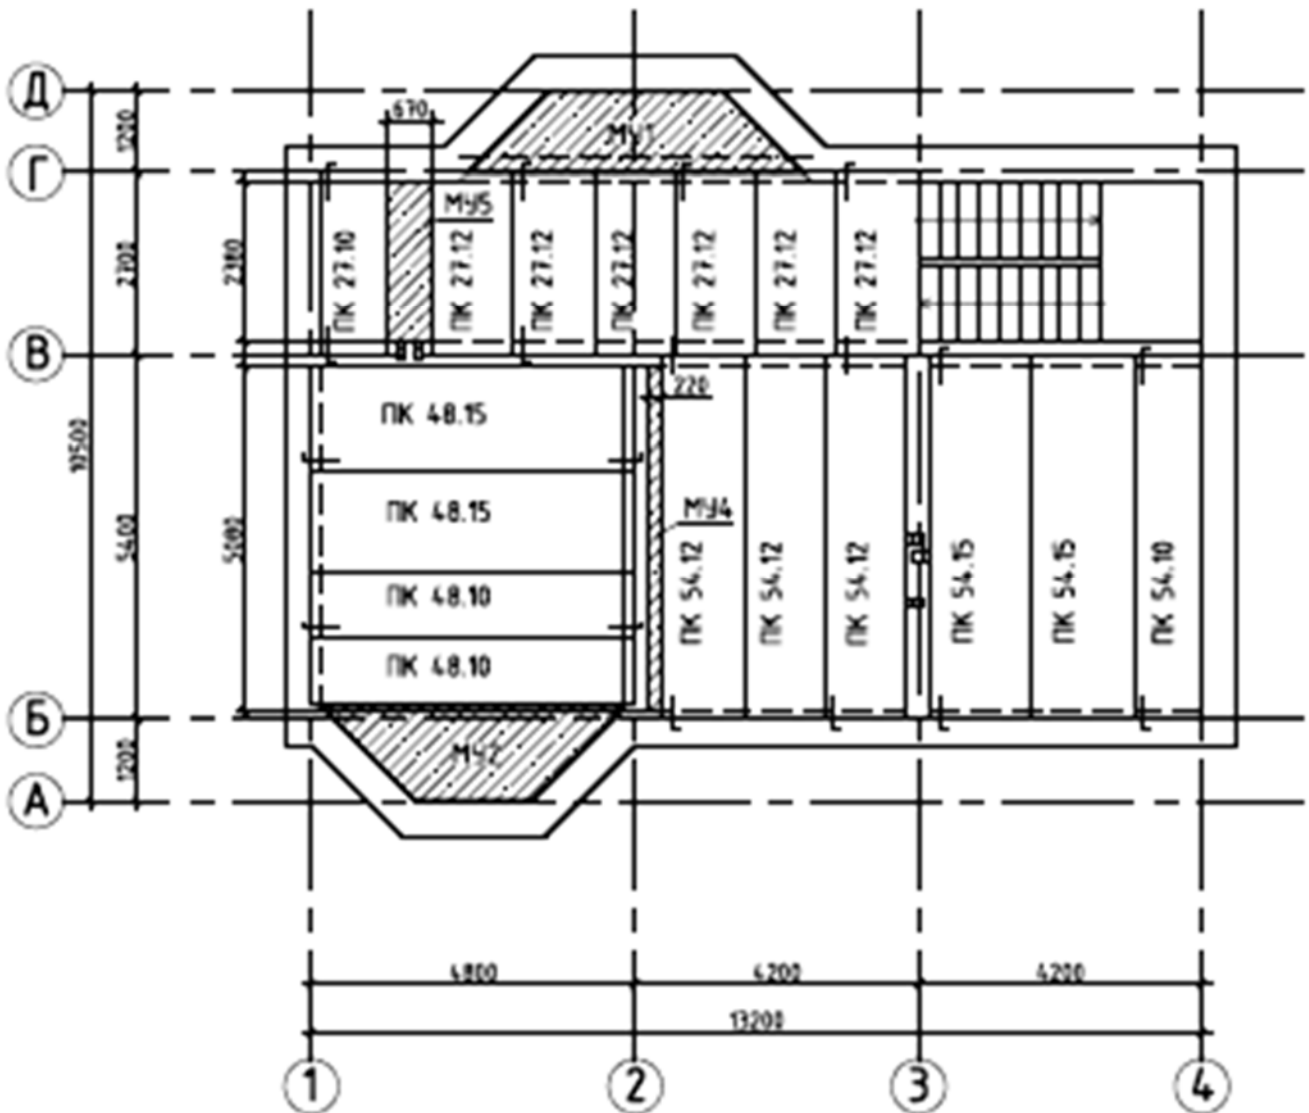 Д
Г
В
Б
А
1200
2700
5400
1200
10500
2380
5080
670
МУ1
МУ5
ПК 27.10
ПК 27.12
ПК 27.12
ПК 27.12
ПК 27.12
ПК 27.12
ПК 27.12
ПК 48.15
ПК 48.15
ПК 48.10
ПК 48.10
220
МУ4
ПК 54.12
ПК 54.12
ПК 54.12
ПК 54.15
ПК 54.15
ПК 54.10
МУ2
4800
4200
4200
13200
1
2
3
4